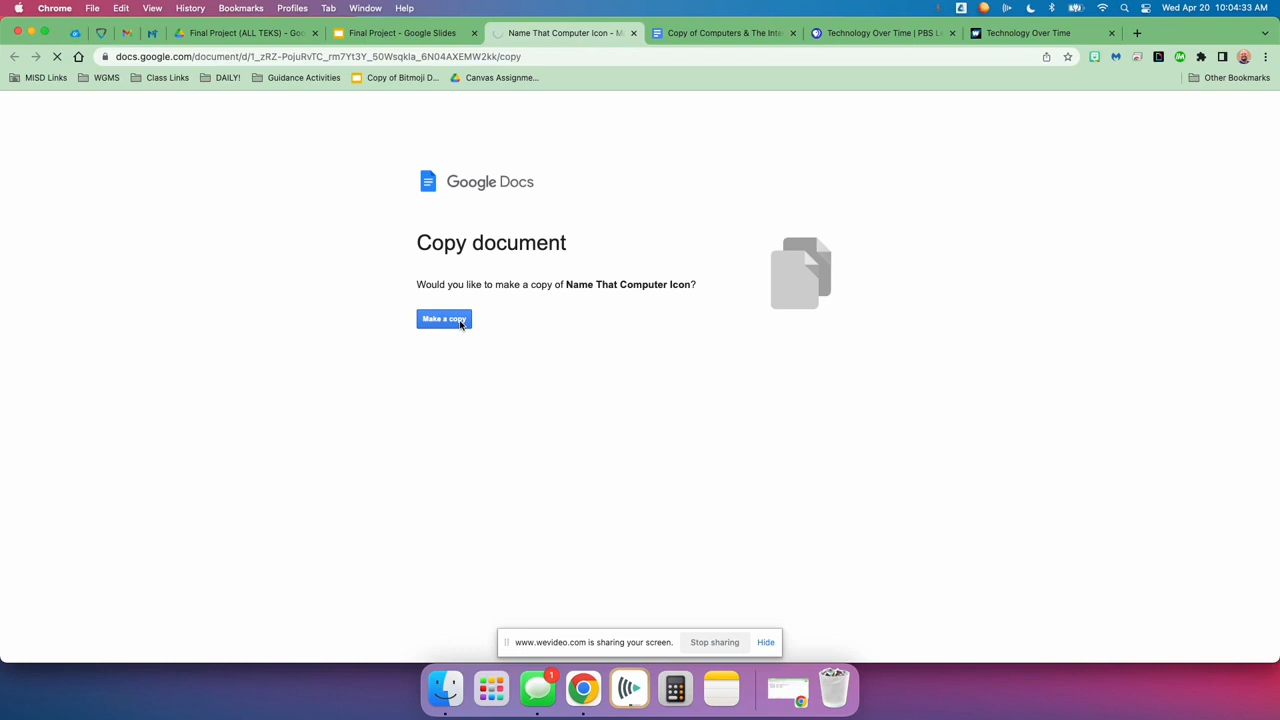 Chrome File Edit View History Bookmarks Profiles Tab Window Help Wed Apr 20 10:04:33 AM
Final Project (ALL TEKS) - Goo Final Project - Google Slides Name That Computer Icon - M Copy of Computers & The Inte Technology Over Time | PBS Le Technology Over Time
docs.google.com/document/d/1_zRZ-PojuRvTC_rm7Yt3Y_50Wsqkla_6N04AXEMW2kk/copy
MISD Links WGMS Class Links DAILY! Guidance Activities Copy of Bitmoji D... Canvas Assignme... Other Bookmarks
Google Docs
Copy document
Would you like to make a copy of Name That Computer Icon?
Make a copy
www.wevideo.com is sharing your screen. Stop sharing Hide
1